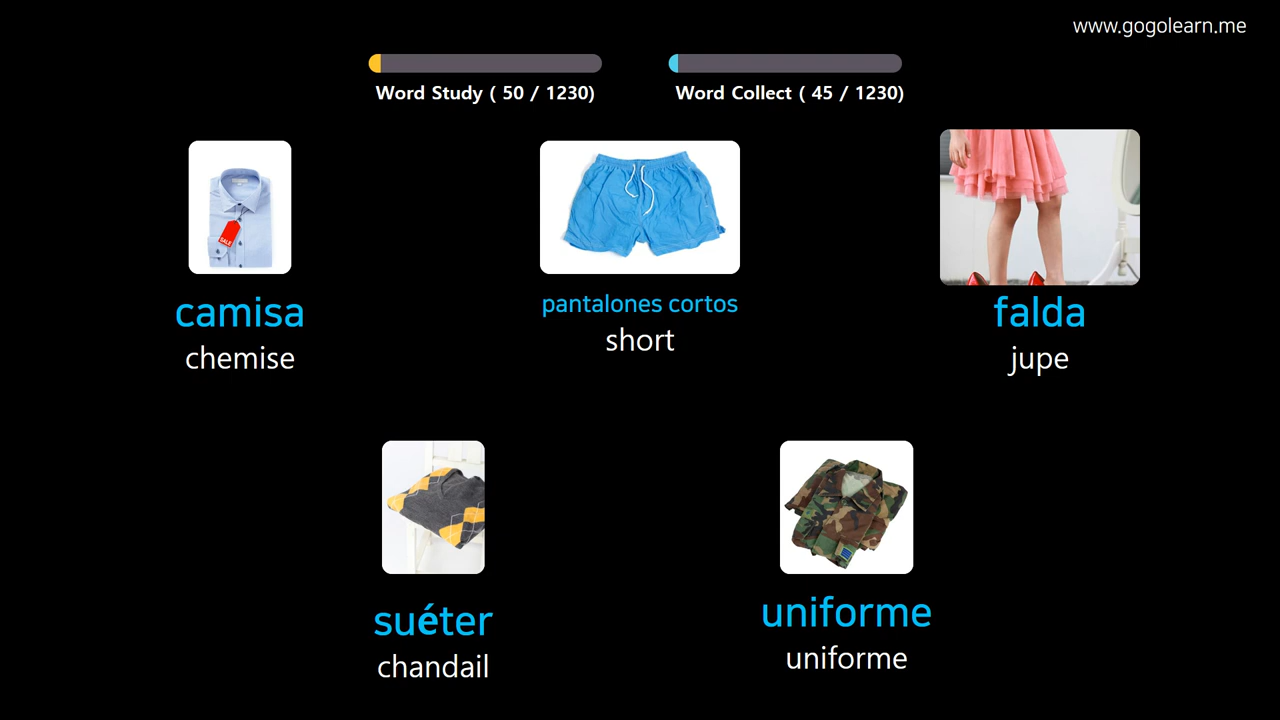 www.gogolearn.me
Word Study ( 50 / 1230)
Word Collect ( 45 / 1230)
SALE
camisa
chemise
pantalones cortos
short
falda
jupe
suéter
chandail
uniforme
uniforme